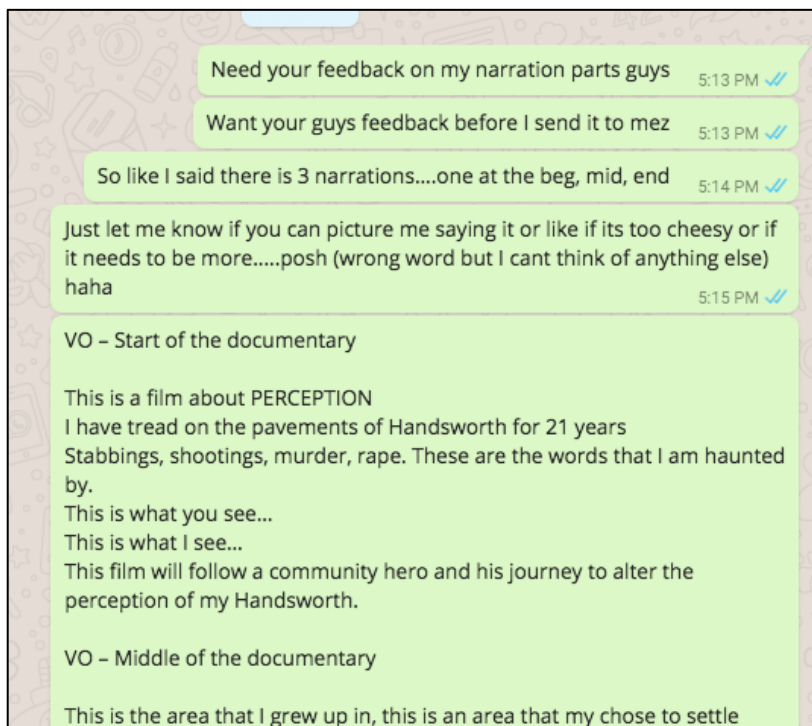 Need your feedback on my narration parts guys 5:13 PM
Want your guys feedback before I send it to mez 5:13 PM
So like I said there is 3 narrations....one at the beg, mid, end 5:14 PM
Just let me know if you can picture me saying it or like if its too cheesy or if
it needs to be more.....posh (wrong word but I cant think of anything else)
haha
5:15 PM
VO – Start of the documentary
This is a film about PERCEPTION
I have tread on the pavements of Handsworth for 21 years
Stabbings, shootings, murder, rape. These are the words that I am haunted
by.
This is what you see...
This is what I see...
This film will follow a community hero and his journey to alter the
perception of my Handsworth.
VO – Middle of the documentary
This is the area that I grew up in, this is an area that my chose to settle